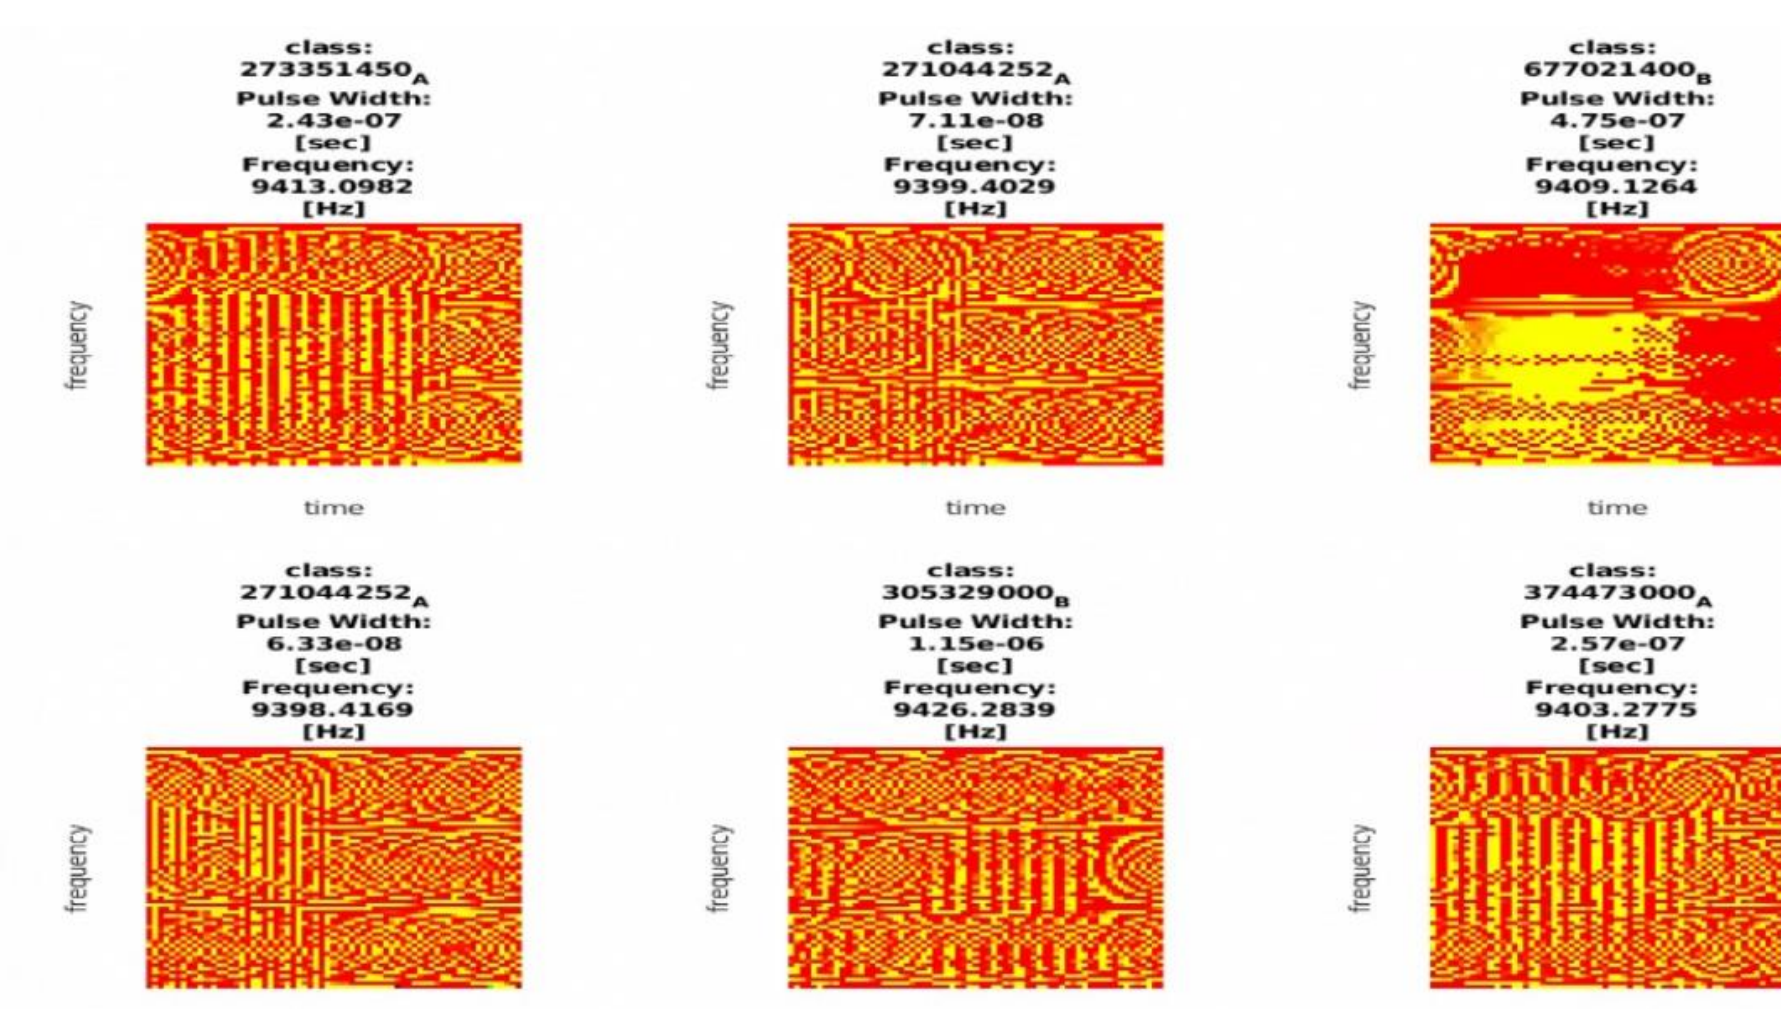 class:
273351450A
Pulse Width:
2.43e-07
[sec]
Frequency:
9413.0982
[Hz]
frequency
time
class:
271044252A
Pulse Width:
7.11e-08
[sec]
Frequency:
9399.4029
[Hz]
frequency
time
class:
677021400B
Pulse Width:
4.75e-07
[sec]
Frequency:
9409.1264
[Hz]
frequency
time
class:
271044252A
Pulse Width:
6.33e-08
[sec]
Frequency:
9398.4169
[Hz]
frequency
class:
305329000B
Pulse Width:
1.15e-06
[sec]
Frequency:
9426.2839
[Hz]
frequency
class:
374473000A
Pulse Width:
2.57e-07
[sec]
Frequency:
9403.2775
[Hz]
frequency